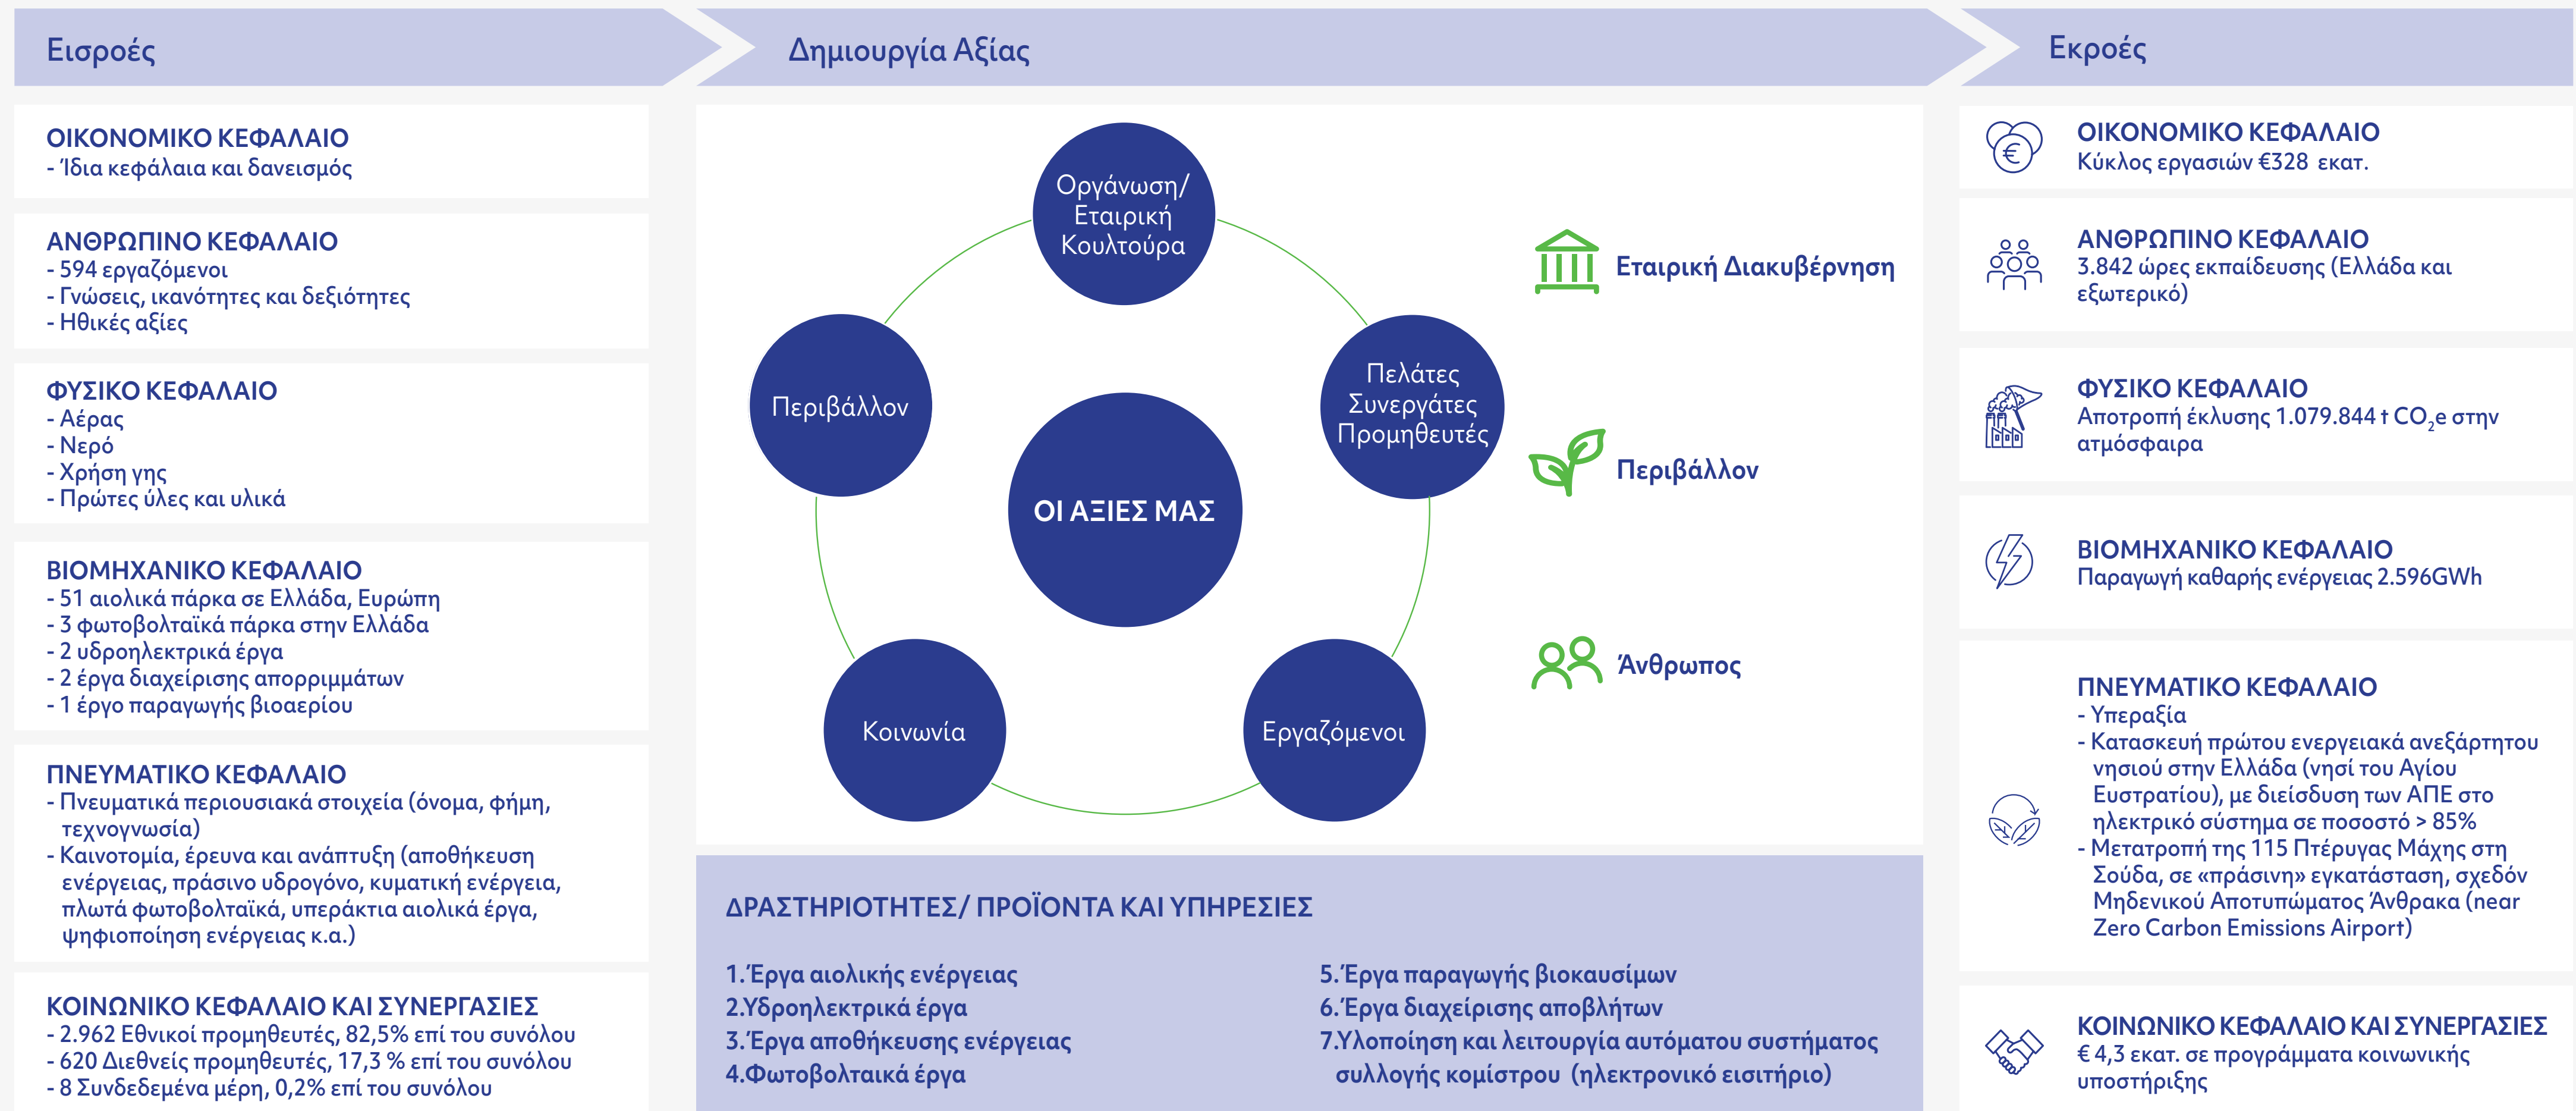 Εισροές
ΟΙΚΟΝΟΜΙΚΟ ΚΕΦΑΛΑΙΟ
- Ίδια κεφάλαια και δανεισμός
ΑΝΘΡΩΠΙΝΟ ΚΕΦΑΛΑΙΟ
- 594 εργαζόμενοι
- Γνώσεις, ικανότητες και δεξιότητες
- Ηθικές αξίες
ΦΥΣΙΚΟ ΚΕΦΑΛΑΙΟ
- Αέρας
- Νερό
- Χρήση γης
- Πρώτες ύλες και υλικά
ΒΙΟΜΗΧΑΝΙΚΟ ΚΕΦΑΛΑΙΟ
- 51 αιολικά πάρκα σε Ελλάδα, Ευρώπη
- 3 φωτοβολταϊκά πάρκα στην Ελλάδα
- 2 υδροηλεκτρικά έργα
- 2 έργα διαχείρισης απορριμμάτων
- 1 έργο παραγωγής βιοαερίου
ΠΝΕΥΜΑΤΙΚΟ ΚΕΦΑΛΑΙΟ
- Πνευματικά περιουσιακά στοιχεία (όνομα, φήμη,
τεχνογνωσία)
- Καινοτομία, έρευνα και ανάπτυξη (αποθήκευση
ενέργειας, πράσινο υδρογόνο, κυματική ενέργεια,
πλωτά φωτοβολταϊκά, υπεράκτια αιολικά έργα,
ψηφιοποίηση ενέργειας κ.α.)
ΚΟΙΝΩΝΙΚΟ ΚΕΦΑΛΑΙΟ ΚΑΙ ΣΥΝΕΡΓΑΣΙΕΣ
- 2.962 Εθνικοί προμηθευτές, 82,5% επί του συνόλου
- 620 Διεθνείς προμηθευτές, 17,3 % επί του συνόλου
- 8 Συνδεδεμένα μέρη, 0,2% επί του συνόλου
Δημιουργία Αξίας
Οργάνωση/
Εταιρική
Κουλτούρα
Πελάτες
Συνεργάτες
Προμηθευτές
Εργαζόμενοι
Κοινωνία
Περιβάλλον
ΟΙ ΑΞΙΕΣ ΜΑΣ
Εταιρική Διακυβέρνηση
Περιβάλλον
Άνθρωπος
ΔΡΑΣΤΗΡΙΟΤΗΤΕΣ/ ΠΡΟΪΟΝΤΑ ΚΑΙ ΥΠΗΡΕΣΙΕΣ
1.Έργα αιολικής ενέργειας
2.Υδροηλεκτρικά έργα
3.Έργα αποθήκευσης ενέργειας
4.Φωτοβολταικά έργα
5.Έργα παραγωγής βιοκαυσίμων
6.Έργα διαχείρισης αποβλήτων
7.Υλοποίηση και λειτουργία αυτόματου συστήματος
συλλογής κομίστρου (ηλεκτρονικό εισιτήριο)
Εκροές
ΟΙΚΟΝΟΜΙΚΟ ΚΕΦΑΛΑΙΟ
Κύκλος εργασιών €328 εκατ.
ΑΝΘΡΩΠΙΝΟ ΚΕΦΑΛΑΙΟ
3.842 ώρες εκπαίδευσης (Ελλάδα και
εξωτερικό)
ΦΥΣΙΚΟ ΚΕΦΑΛΑΙΟ
Αποτροπή έκλυσης 1.079.844 t CO₂e στην
ατμόσφαιρα
ΒΙΟΜΗΧΑΝΙΚΟ ΚΕΦΑΛΑΙΟ
Παραγωγή καθαρής ενέργειας 2.596GWh
ΠΝΕΥΜΑΤΙΚΟ ΚΕΦΑΛΑΙΟ
- Υπεραξία
- Κατασκευή πρώτου ενεργειακά ανεξάρτητου
νησιού στην Ελλάδα (νησί του Αγίου
Ευστρατίου), με διείσδυση των ΑΠΕ στο
ηλεκτρικό σύστημα σε ποσοστό > 85%
- Μετατροπή της 115 Πτέρυγας Μάχης στη
Σούδα, σε «πράσινη» εγκατάσταση, σχεδόν
Μηδενικού Αποτυπώματος Άνθρακα (near
Zero Carbon Emissions Airport)
ΚΟΙΝΩΝΙΚΟ ΚΕΦΑΛΑΙΟ ΚΑΙ ΣΥΝΕΡΓΑΣΙΕΣ
€ 4,3 εκατ. σε προγράμματα κοινωνικής
υποστήριξης